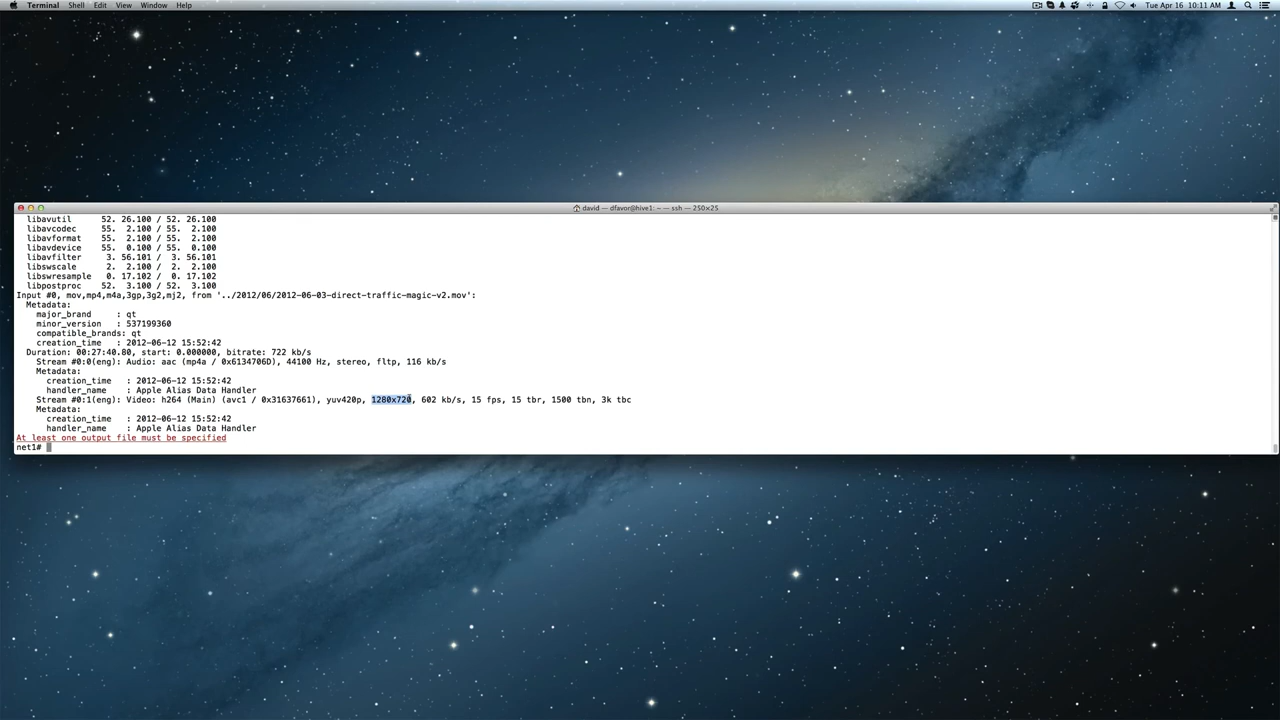 Terminal Shell Edit View Window Help Tue Apr 16 10:11 AM
david — dfavor@hive1: ~ — ssh — 250×25
libavutil 52. 26.100 / 52. 26.100
libavcodec 55. 2.100 / 55. 2.100
libavformat 55. 2.100 / 55. 2.100
libavdevice 55. 0.100 / 55. 0.100
libavfilter 3. 56.101 / 3. 56.101
libswscale 2. 2.100 / 2. 2.100
libswresample 0. 17.102 / 0. 17.102
libpostproc 52. 3.100 / 52. 3.100
Input #0, mov,mp4,m4a,3gp,3g2,mj2, from '../2012/06/2012-06-03-direct-traffic-magic-v2.mov':
Metadata:
major_brand : qt
minor_version : 537199360
compatible_brands: qt
creation_time : 2012-06-12 15:52:42
Duration: 00:27:40.80, start: 0.000000, bitrate: 722 kb/s
Stream #0:0(eng): Audio: aac (mp4a / 0x6134706D), 44100 Hz, stereo, fltp, 116 kb/s
Metadata:
creation_time : 2012-06-12 15:52:42
handler_name : Apple Alias Data Handler
Stream #0:1(eng): Video: h264 (Main) (avc1 / 0x31637661), yuv420p, 1280x720, 602 kb/s, 15 fps, 15 tbr, 1500 tbn, 3k tbc
Metadata:
creation_time : 2012-06-12 15:52:42
handler_name : Apple Alias Data Handler
At least one output file must be specified
net1#